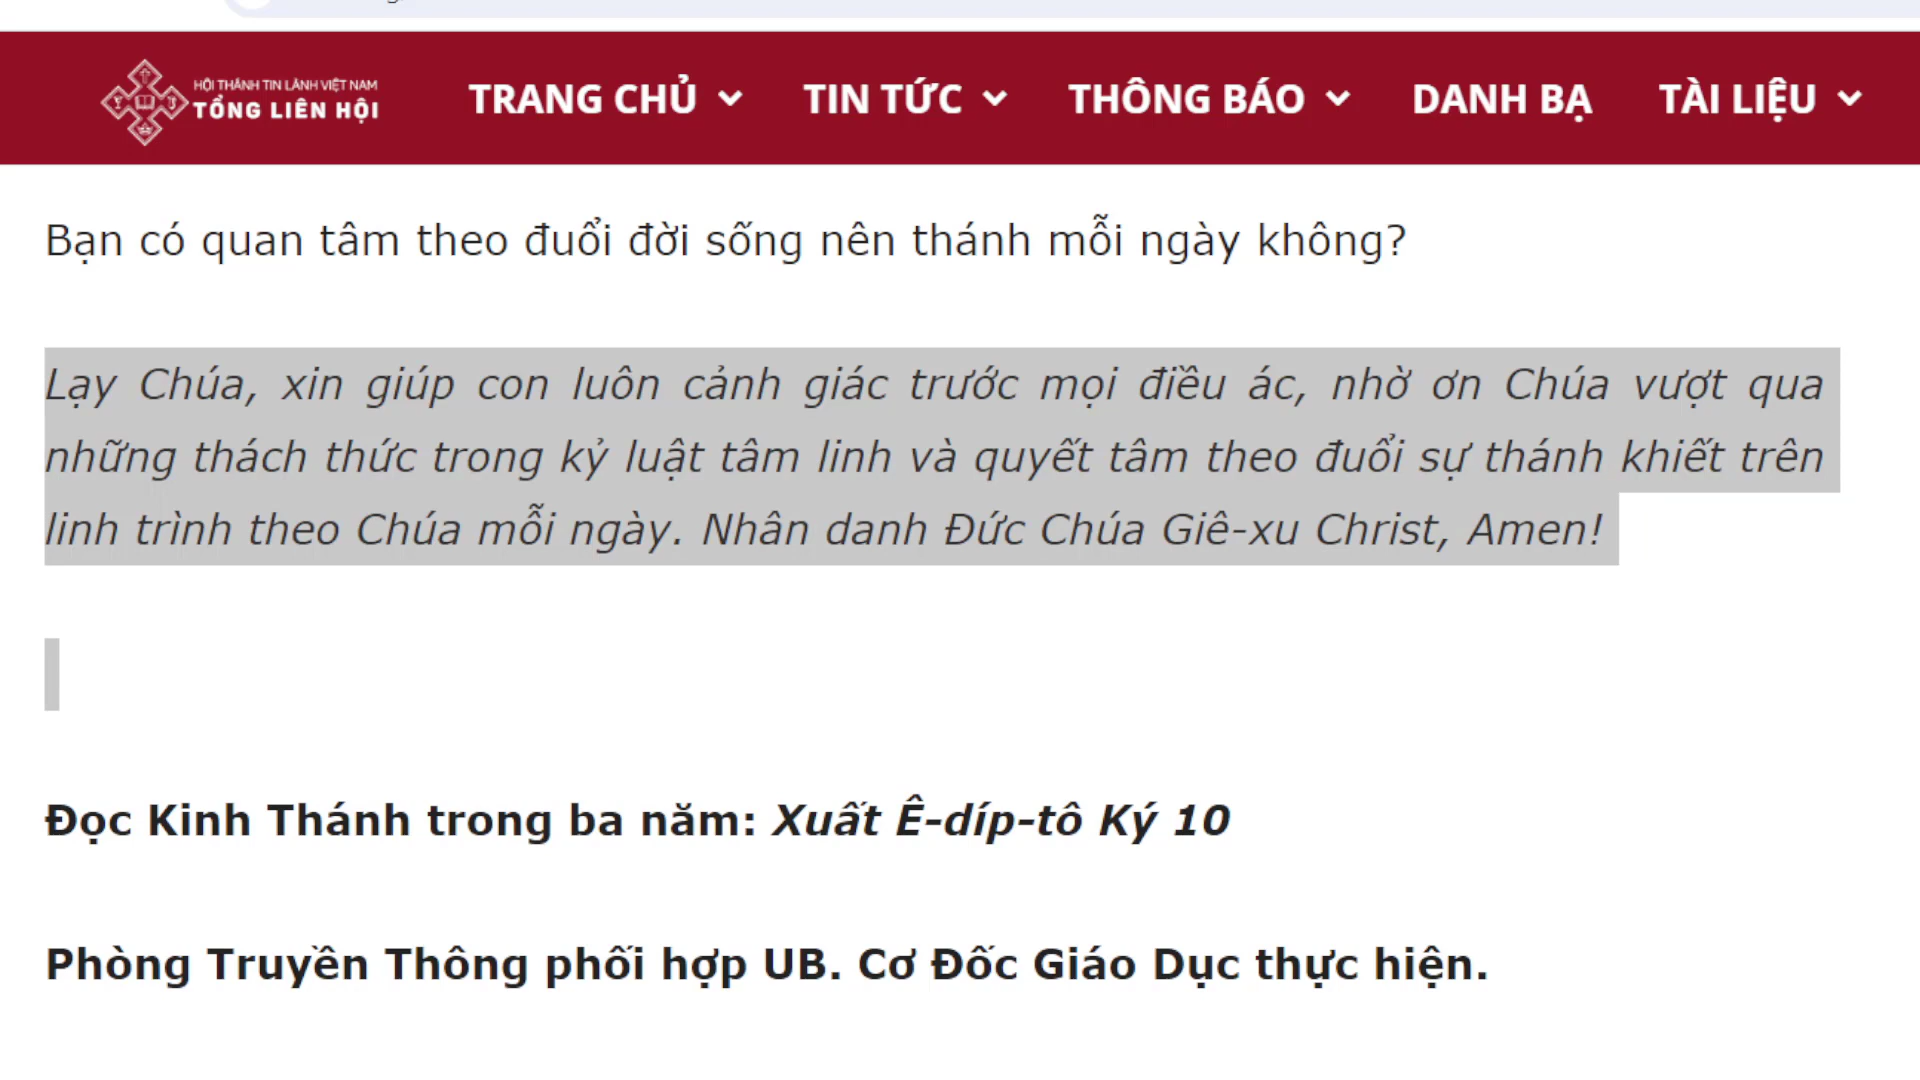 HỘI THÁNH TIN LÀNH VIỆT NAM
TỔNG LIÊN HỘI
TRANG CHỦ
TIN TỨC
THÔNG BÁO
DANH BẠ
TÀI LIỆU
Bạn có quan tâm theo đuổi đời sống nên thánh mỗi ngày không?
Lạy Chúa, xin giúp con luôn cảnh giác trước mọi điều ác, nhờ ơn Chúa vượt qua
những thách thức trong kỷ luật tâm linh và quyết tâm theo đuổi sự thánh khiết trên
linh trình theo Chúa mỗi ngày. Nhân danh Đức Chúa Giê-xu Christ, Amen!
Đọc Kinh Thánh trong ba năm: Xuất Ê-díp-tô Ký 10
Phòng Truyền Thông phối hợp UB. Cơ Đốc Giáo Dục thực hiện.